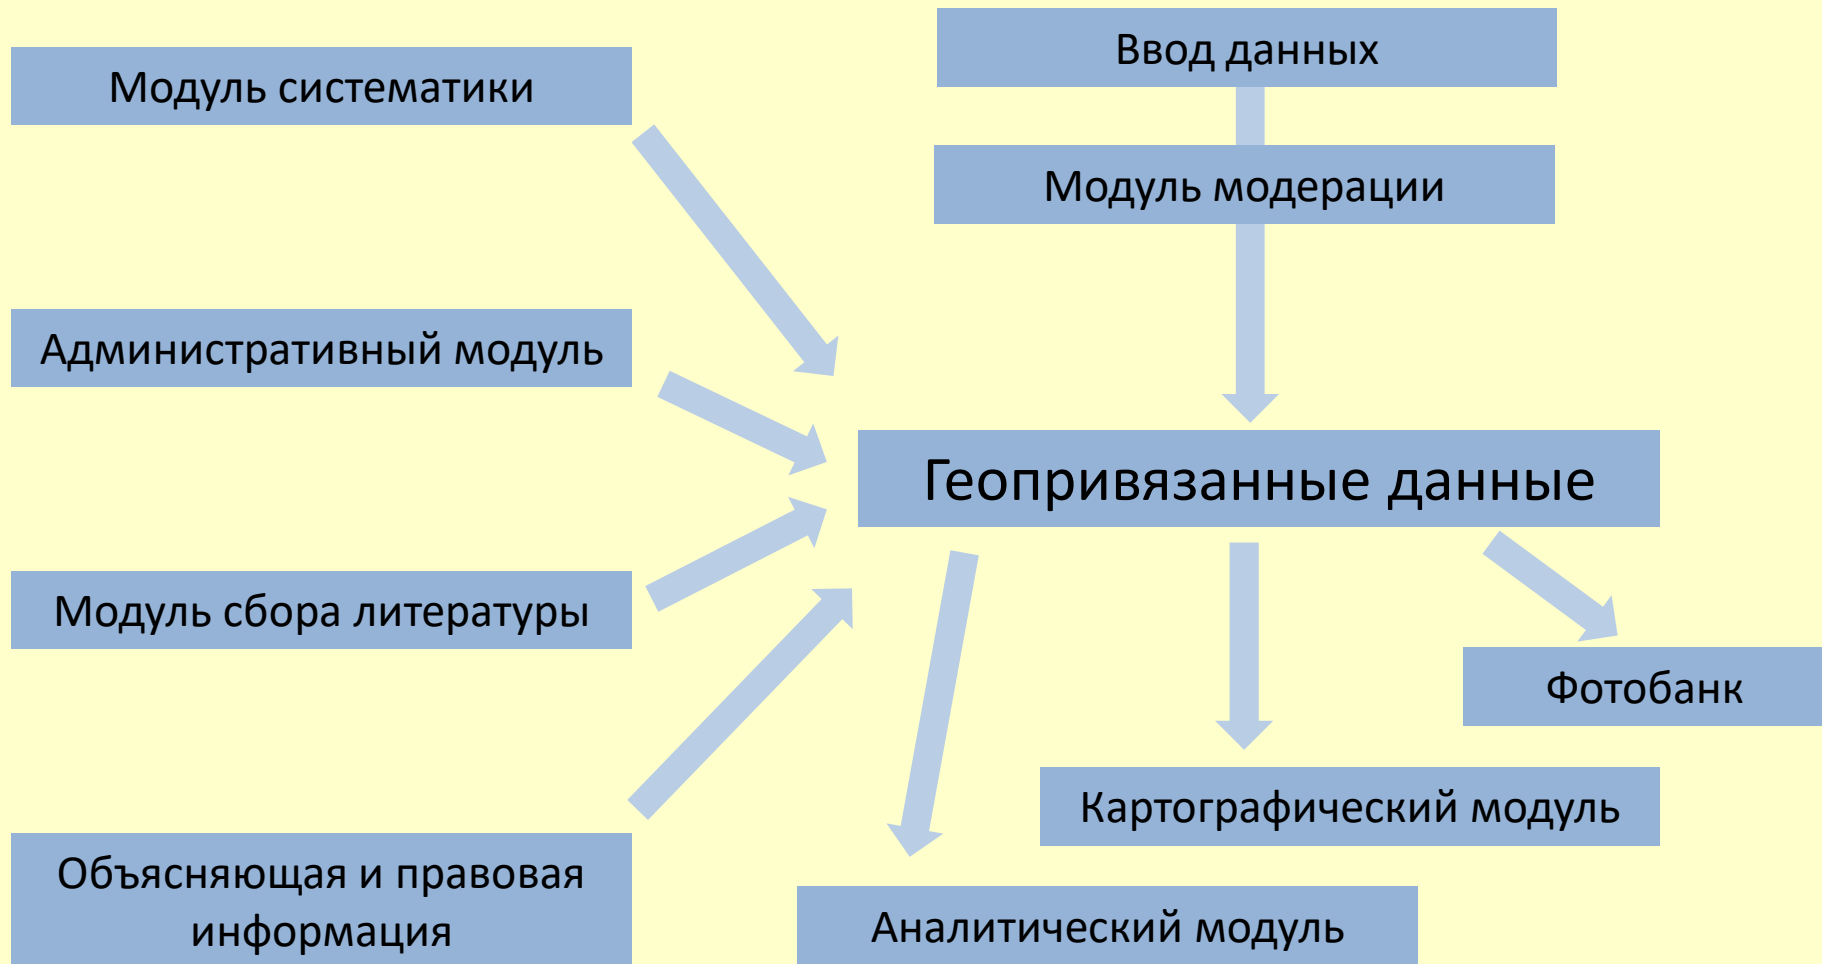 Ввод данных
Модуль систематики
Модуль модерации
Административный модуль
Геопривязанные данные
Модуль сбора литературы
Фотобанк
Картографический модуль
Объясняющая и правовая
информация
Аналитический модуль